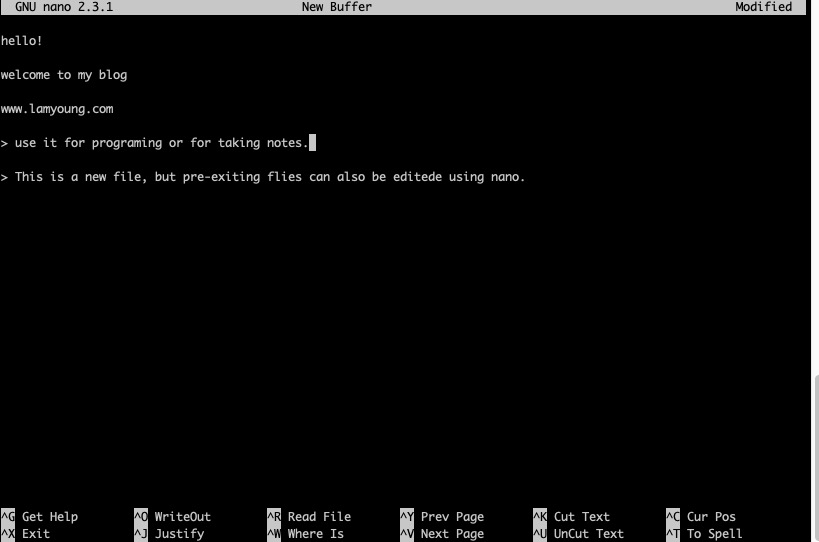 GNU nano 2.3.1 New Buffer Modified
hello!
welcome to my blog
www.lamyoung.com
> use it for programing or for taking notes.
> This is a new file, but pre-exiting flies can also be editede using nano.
^G Get Help ^O WriteOut ^R Read File ^Y Prev Page ^K Cut Text ^C Cur Pos
^X Exit ^J Justify ^W Where Is ^V Next Page ^U UnCut Text ^T To Spell